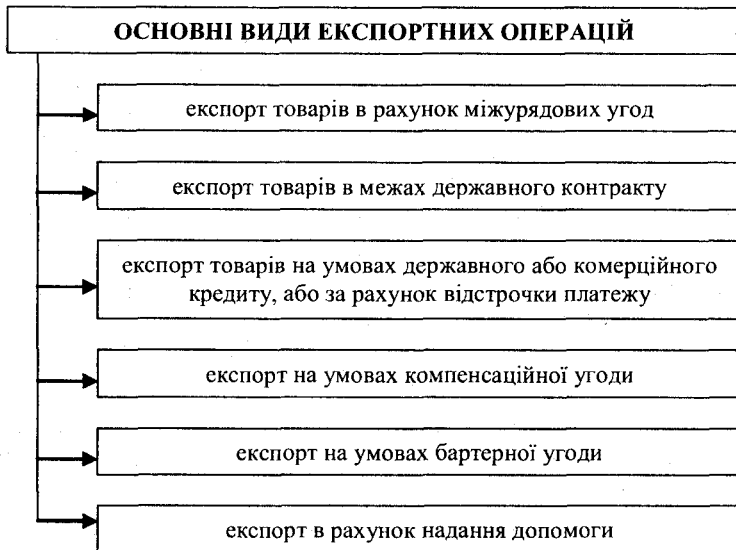 ОСНОВНІ ВИДИ ЕКСПОРТНИХ ОПЕРАЦІЙ
експорт товарів в рахунок міжурядових угод
експорт товарів в межах державного контракту
експорт товарів на умовах державного або комерційного
кредиту, або за рахунок відстрочки платежу
експорт на умовах компенсаційної угоди
експорт на умовах бартерної угоди
експорт в рахунок надання допомоги